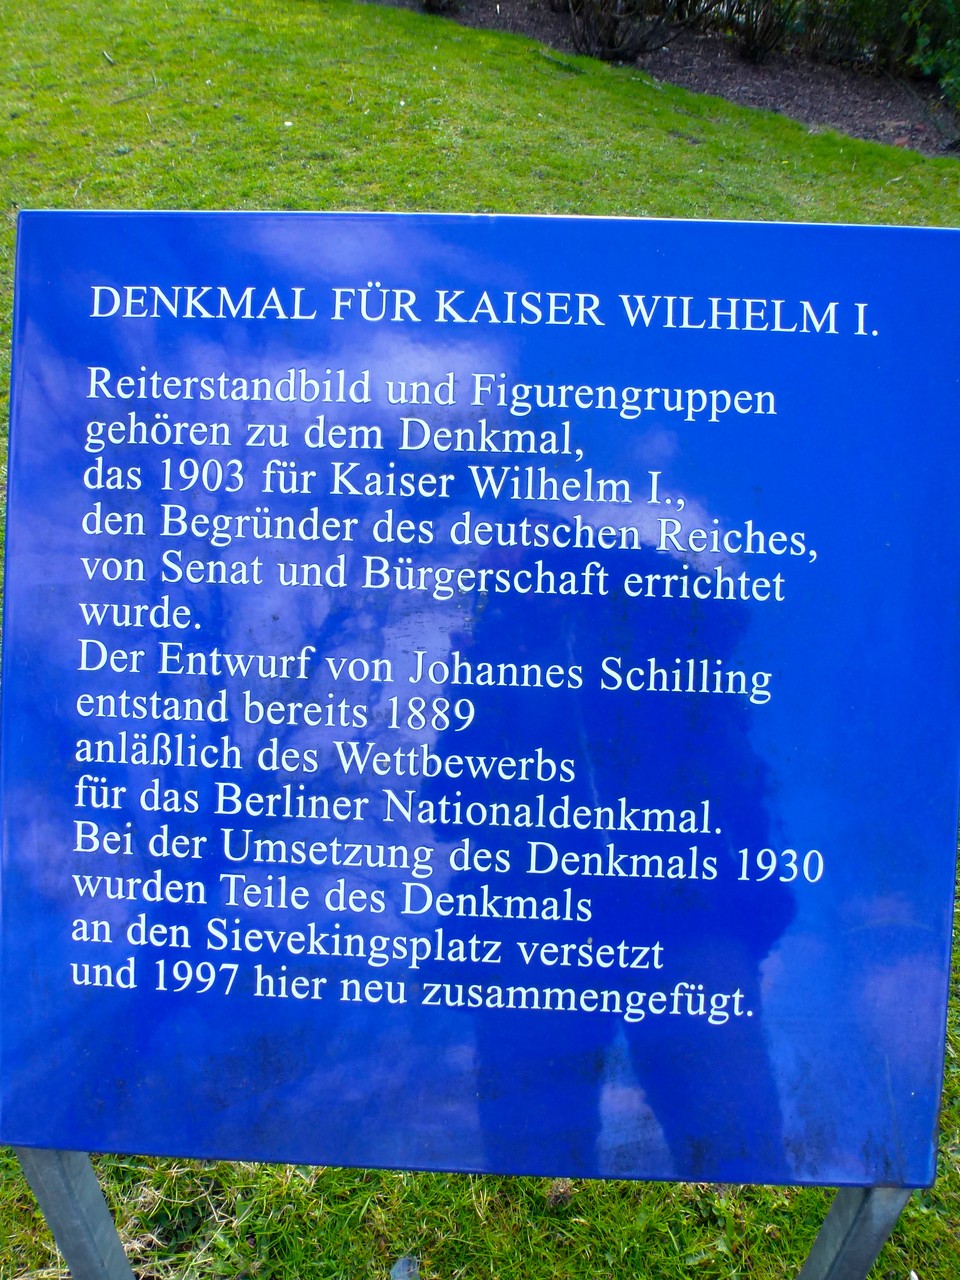 DENKMAL FÜR KAISER WILHELM I.
Reiterstandbild und Figurengruppen
gehören zu dem Denkmal,
das 1903 für Kaiser Wilhelm I.,
den Begründer des deutschen Reiches,
von Senat und Bürgerschaft errichtet
wurde.
Der Entwurf von Johannes Schilling
entstand bereits 1889
anläßlich des Wettbewerbs
für das Berliner Nationaldenkmal.
Bei der Umsetzung des Denkmals 1930
wurden Teile des Denkmals
an den Sievekingsplatz versetzt
und 1997 hier neu zusammengefügt.